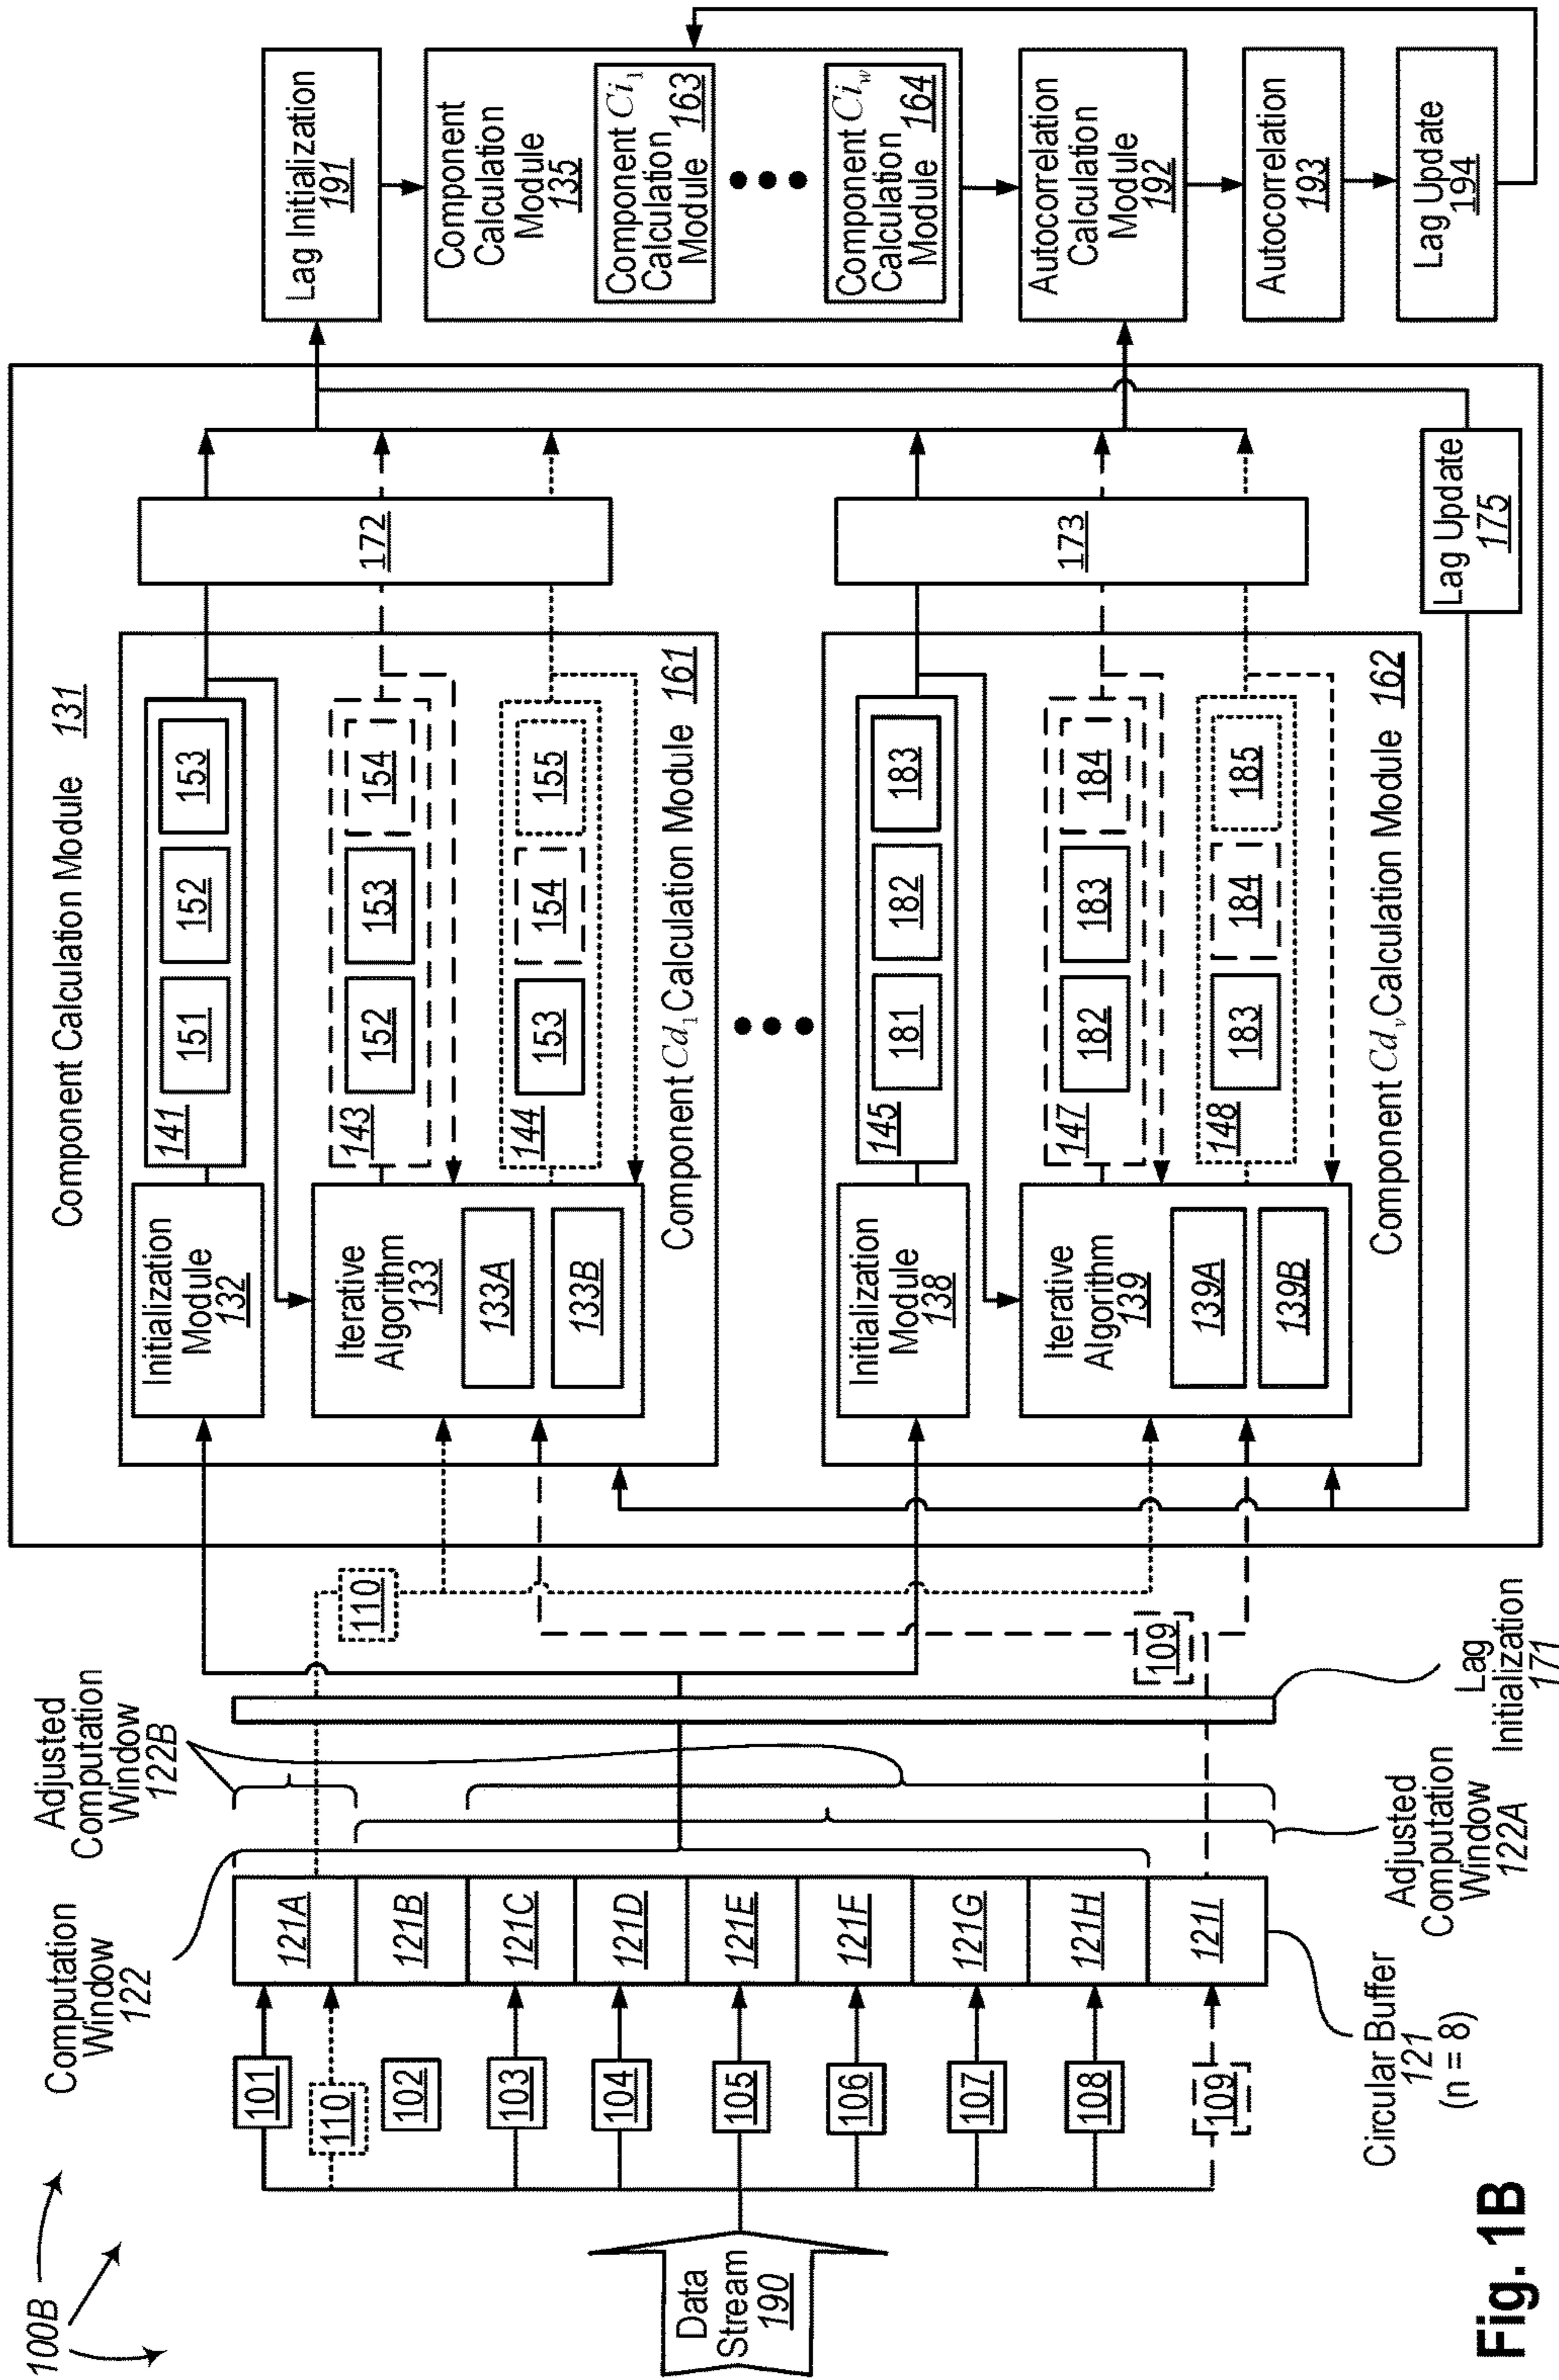 100B
Data
Stream
190
101
110
102
103
104
105
106
107
108
109
Computation
Window
122
121A
121B
121C
121D
121E
121F
121G
121H
121I
Circular Buffer
121
(n = 8)
Adjusted
Computation
Window
122B
Adjusted
Computation
Window
122A
Lag
Initialization
171
110
109
Component Calculation Module 131
Initialization
Module
132
141
151
152
153
Iterative
Algorithm
133
133A
133B
143
152
153
154
144
153
154
155
Component Cd1 Calculation Module 161
172
Initialization
Module
138
145
181
182
183
Iterative
Algorithm
139
139A
139B
147
182
183
184
148
183
184
185
Component Cdv Calculation Module 162
173
Lag Update
175
Lag Initialization
191
Component
Calculation
Module
135
Component Ci1
Calculation
Module 163
Component Ciw
Calculation
Module 164
Autocorrelation
Calculation
Module
192
Autocorrelation
193
Lag Update
194
Fig. 1B